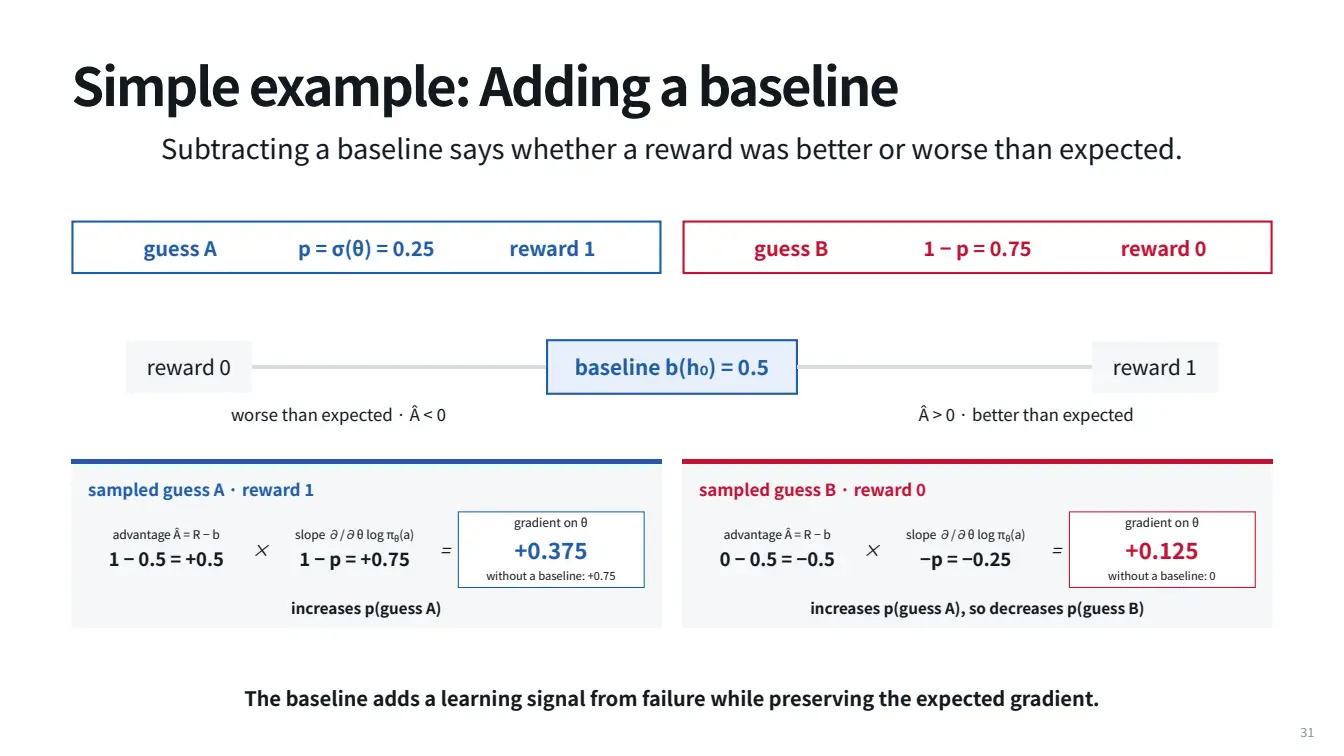 Simple example: Adding a baseline
Subtracting a baseline says whether a reward was better or worse than expected.
guess A p = σ(θ) = 0.25 reward 1
guess B 1 − p = 0.75 reward 0
reward 0
baseline b(h₀) = 0.5
reward 1
worse than expected · Â < 0
Â > 0 · better than expected
sampled guess A · reward 1
advantage Â = R − b
1 − 0.5 = +0.5
×
slope ∂/∂θ log πθ(a)
1 − p = +0.75
=
gradient on θ
+0.375
without a baseline: +0.75
increases p(guess A)
sampled guess B · reward 0
advantage Â = R − b
0 − 0.5 = −0.5
×
slope ∂/∂θ log πθ(a)
−p = −0.25
=
gradient on θ
+0.125
without a baseline: 0
increases p(guess A), so decreases p(guess B)
The baseline adds a learning signal from failure while preserving the expected gradient.
31